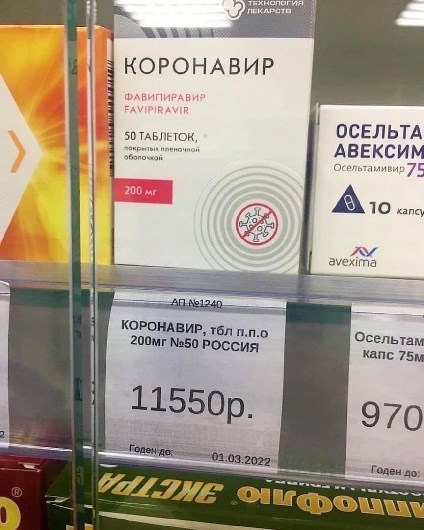 ТЕХНОЛОГИЯ
ЛЕКАРСТВ
КОРОНАВИР
ФАВИПИРАВИР
FAVIPIRAVIR
50 ТАБЛЕТОК,
покрытых пленочной
оболочкой
200 мг
ОСЕЛЬТА
АВЕКСИМ
Осельтамивир 75
10 капсу
avexima
АП №1240
КОРОНАВИР, тбл п.п.о
200мг №50 РОССИЯ
11550р.
Годен до: 01.03.2022
Осельтам
капс 75м
970
Годен до:
ЭКСТРА